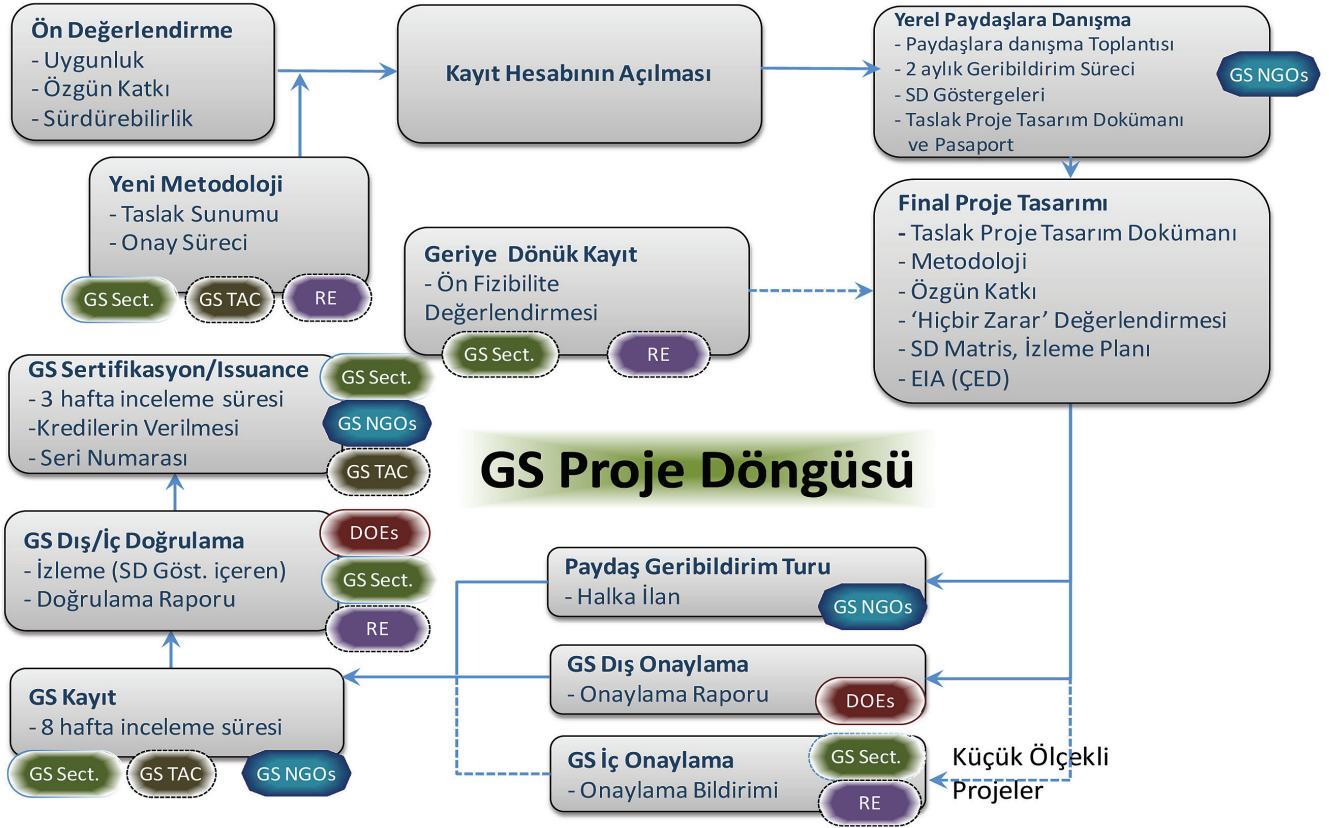 Ön Değerlendirme
- Uygunluk
- Özgün Katkı
- Sürdürebilirlik
Kayıt Hesabının Açılması
Yerel Paydaşlara Danışma
- Paydaşlara danışma Toplantısı
- 2 aylık Geribildirim Süreci
- SD Göstergeleri
- Taslak Proje Tasarım Dokümanı
ve Pasaport
GS NGOs
Yeni Metodoloji
- Taslak Sunumu
- Onay Süreci
GS Sect.
GS TAC
RE
Geriye Dönük Kayıt
- Ön Fizibilite
Değerlendirmesi
GS Sect.
RE
Final Proje Tasarımı
- Taslak Proje Tasarım Dokümanı
- Metodoloji
- Özgün Katkı
- ‘Hiçbir Zarar’ Değerlendirmesi
- SD Matris, İzleme Planı
- EIA (ÇED)
GS Sertifikasyon/Issuance
- 3 hafta inceleme süresi
-Kredilerin Verilmesi
- Seri Numarası
GS Sect.
GS NGOs
GS TAC
GS Proje Döngüsü
GS Dış/İç Doğrulama
- İzleme (SD Göst. içeren)
- Doğrulama Raporu
DOEs
GS Sect.
RE
Paydaş Geribildirim Turu
- Halka İlan
GS NGOs
GS Dış Onaylama
- Onaylama Raporu
DOEs
GS Kayıt
- 8 hafta inceleme süresi
GS Sect.
GS TAC
GS NGOs
GS İç Onaylama
- Onaylama Bildirimi
GS Sect.
RE
Küçük Ölçekli
Projeler